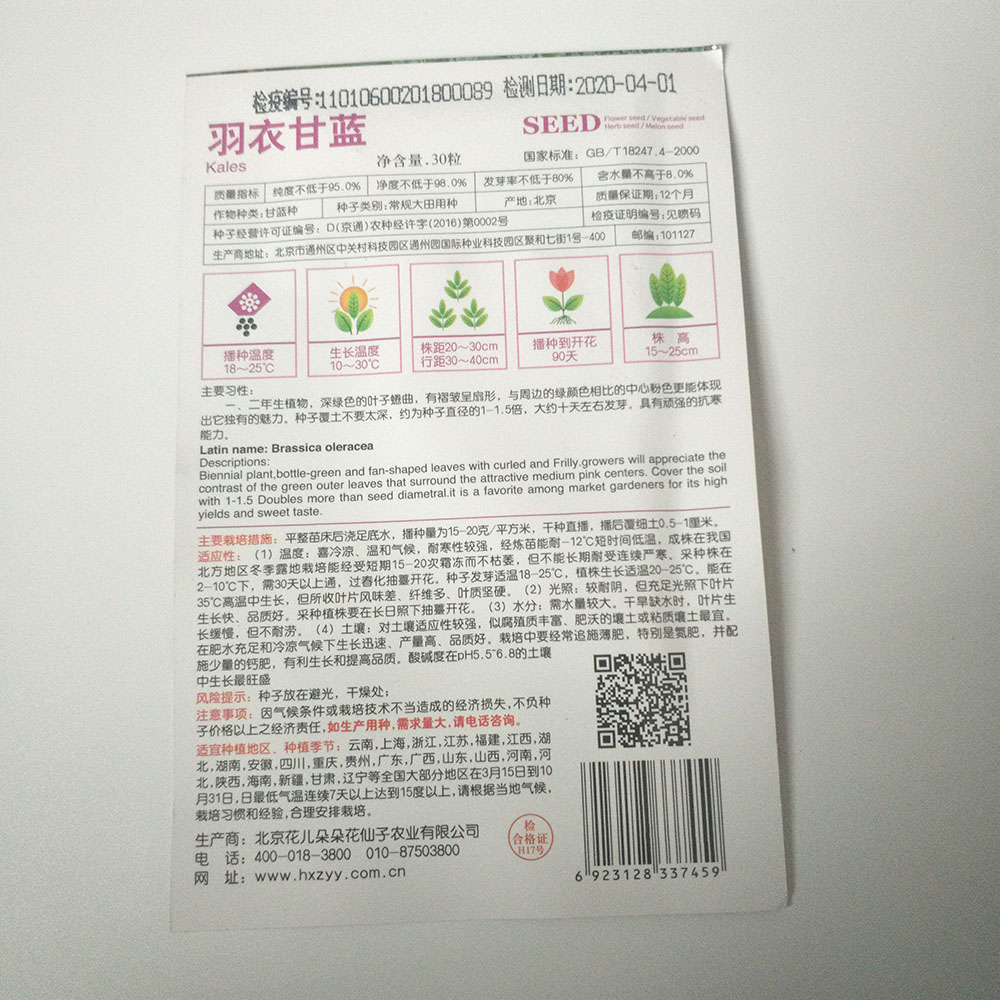 检疫编号:11010600201800089 检测日期:2020-04-01
羽衣甘蓝
Kales
净含量.30粒
SEED
Flower seed / Vegetable seed
Herb seed / Melon seed
国家标准: GB/T18247.4-2000
质量指标 纯度不低于95.0% 净度不低于98.0% 发芽率不低于80% 含水量不高于8.0%
作物种类:甘蓝种 种子类别:常规大田用种 产地:北京 质量保证期:12个月
种子经营许可证编号: D(京通)农种经许字(2016)第0002号 检疫证明编号:见喷码
生产商地址: 北京市通州区中关村科技园区通州园国际种业科技园区聚和七街1号-400 邮编:101127
播种温度
18~25℃
生长温度
10~30℃
株距20~30cm
行距30~40cm
播种到开花
90天
株 高
15~25cm
主要习性:
一、二年生植物，深绿色的叶子蜷曲，有褶皱呈扇形，与周边的绿颜色相比的中心粉色更能体现
出它独有的魅力。种子覆土不要太深，约为种子直径的1-1.5倍，大约十天左右发芽。具有顽强的抗寒
能力。
Latin name: Brassica oleracea
Descriptions:
Biennial plant,bottle-green and fan-shaped leaves with curled and Frilly.growers will appreciate the
contrast of the green outer leaves that surround the attractive medium pink centers. Cover the soil
with 1-1.5 Doubles more than seed diametral.it is a favorite among market gardeners for its high
yields and sweet taste.
主要栽培措施: 平整苗床后浇足底水，播种量为15-20克/平方米，干种直播，播后覆细土0.5-1厘米。
适应性: （1）温度: 喜冷凉、温和气候，耐寒性较强，经炼苗能耐-12℃短时间低温，成株在我国
北方地区冬季露地栽培能经受短期15-20次霜冻而不枯萎，但不能长期耐受连续严寒。采种株在
2-10℃下，需30天以上通，过春化抽薹开花。种子发芽适温18-25℃，植株生长适温20-25℃。能在
35℃高温中生长，但所收叶片风味差、纤维多、叶质坚硬。（2）光照: 较耐阴，但充足光照下叶片
生长快、品质好。采种植株要在长日照下抽薹开花。（3）水分: 需水量较大。干旱缺水时，叶片生
长缓慢，但不耐涝。（4）土壤: 对土壤适应性较强，似腐殖质丰富、肥沃的壤土或粘质壤土最宜。
在肥水充足和冷凉气候下生长迅速、产量高、品质好。栽培中要经常追施薄肥，特别是氮肥，并配
施少量的钙肥，有利生长和提高品质。酸碱度在pH5.5~6.8的土壤
中生长最旺盛
风险提示: 种子放在避光，干燥处;
注意事项: 因气候条件或栽培技术不当造成的经济损失，不负种
子价格以上之经济责任,如生产用种,需求量大,请电话咨询。
适宜种植地区、种植季节: 云南,上海,浙江,江苏,福建,江西,湖
北,湖南,安徽,四川,重庆,贵州,广东,广西,山东,山西,河南,河
北,陕西,海南,新疆,甘肃,辽宁等全国大部分地区在3月15日到10
月31日,日最低气温连续7天以上达到15度以上,请根据当地气候,
栽培习惯和经验,合理安排栽培。
生产商: 北京花儿朵朵花仙子农业有限公司
电 话: 400-018-3800 010-87503800
网 址: www.hxzyy.com.cn
检
合格证
H17号
6 923128 337459